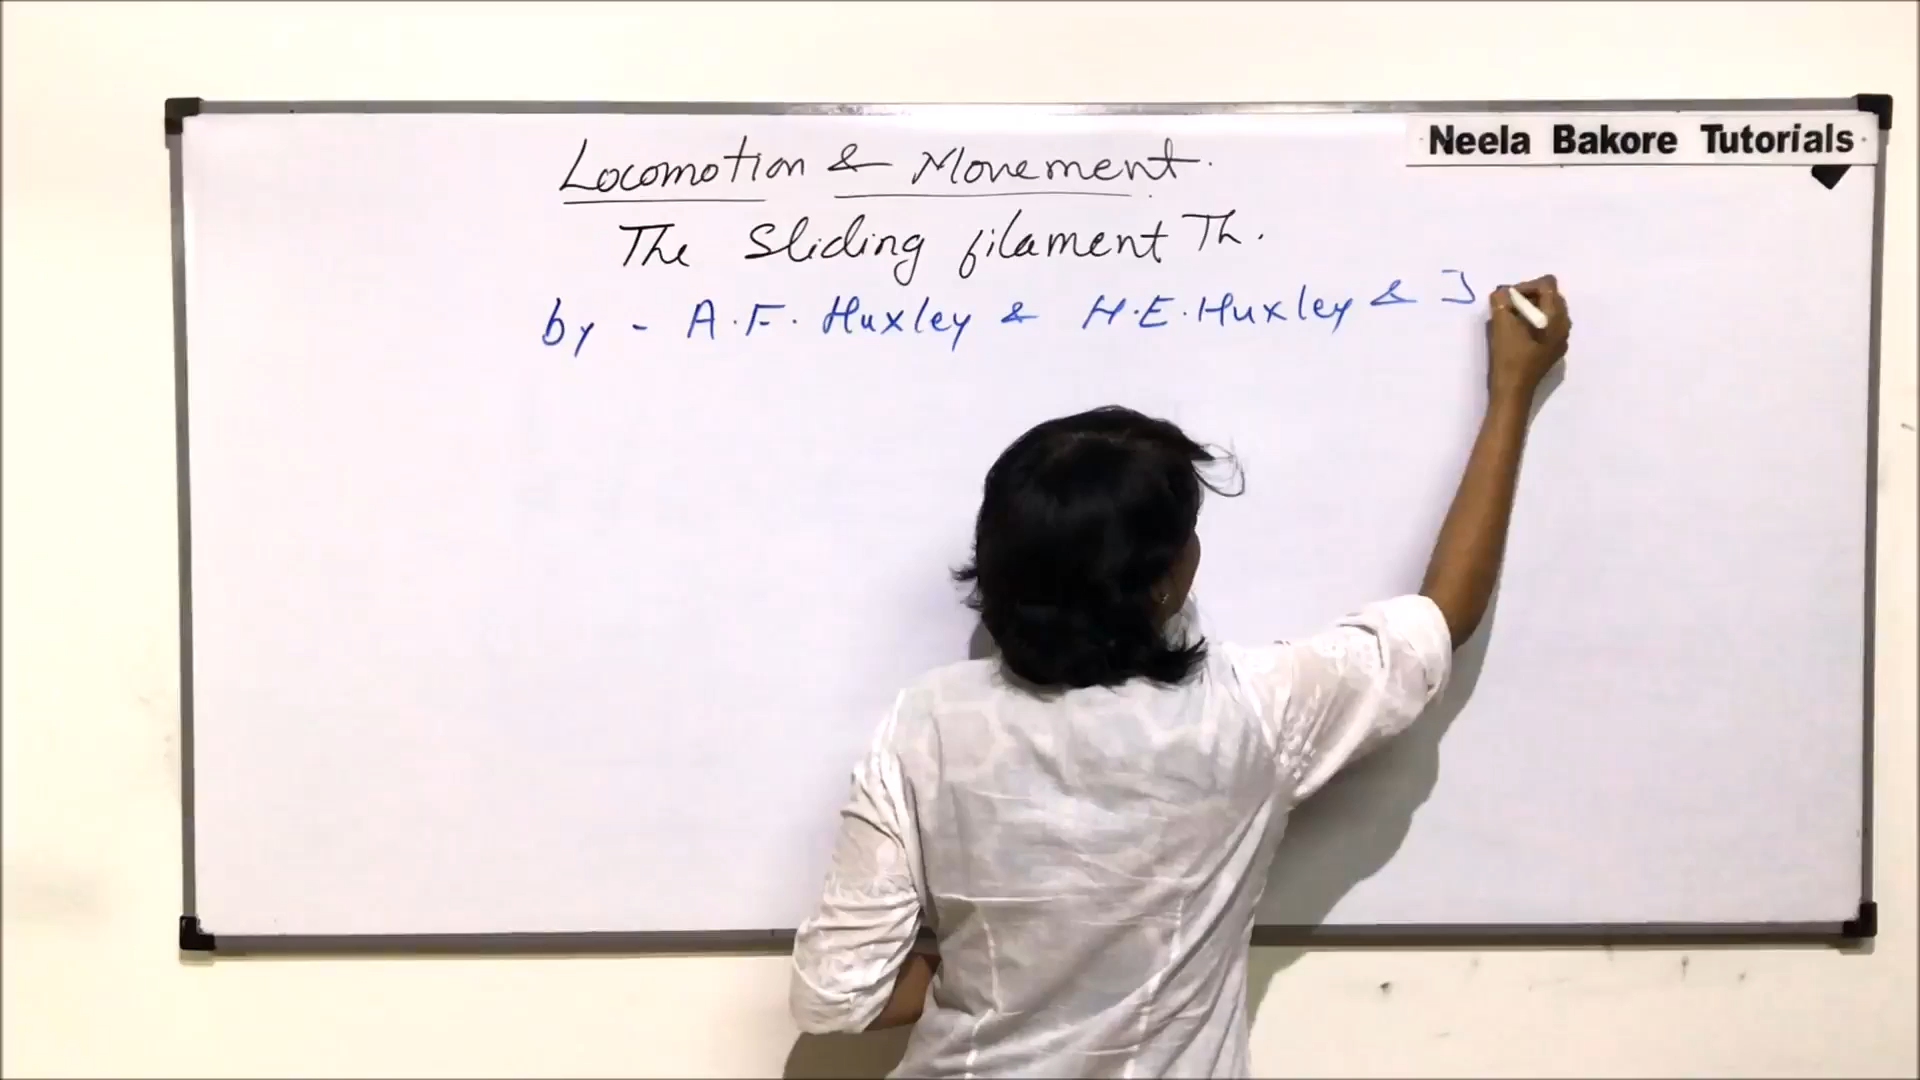 Neela Bakore Tutorials
Locomotion & Movement.
The Sliding filament Th.
by - A.F. Huxley & H.E. Huxley & J